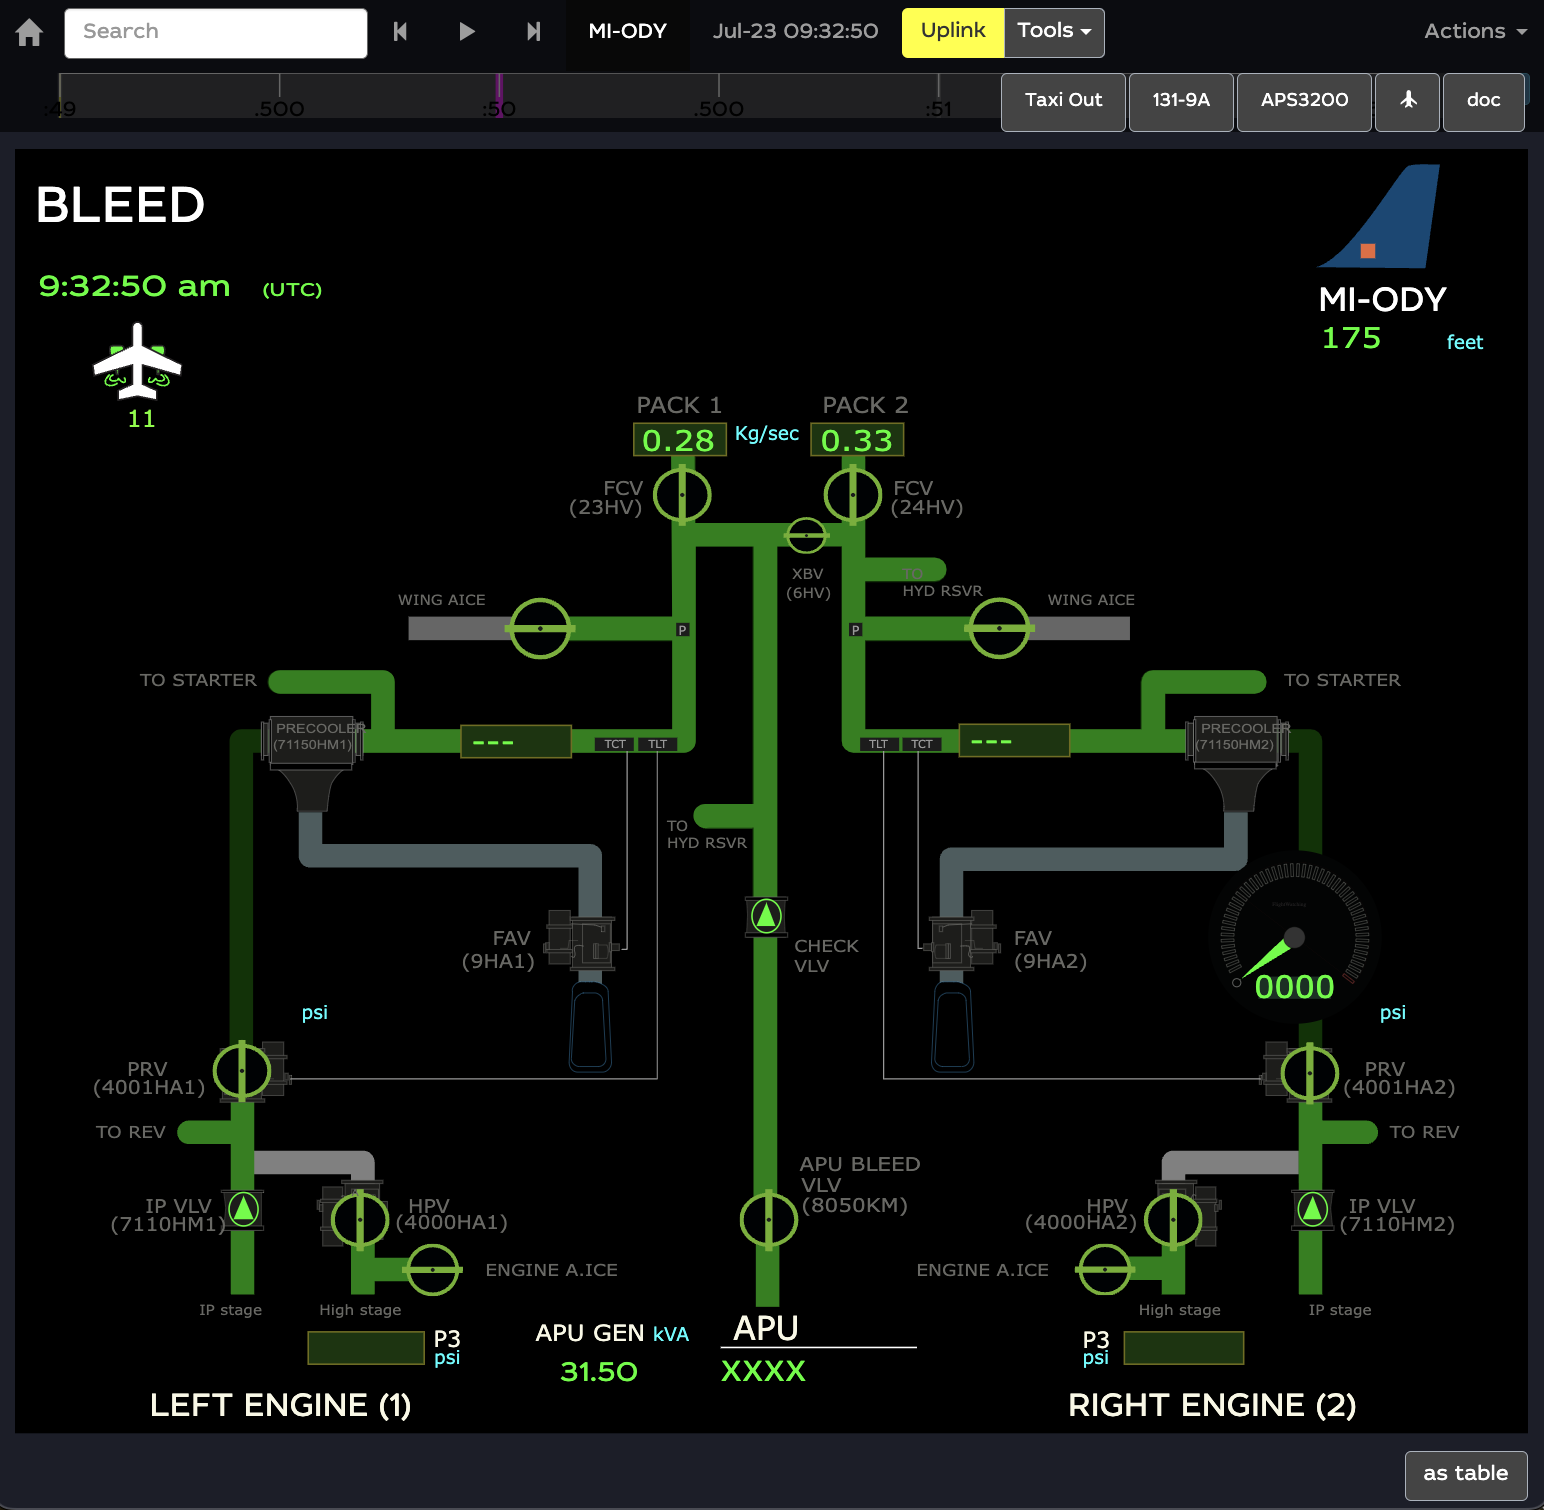 Search
MI-ODY
Jul-23 09:32:50
Uplink
Tools
Actions
:49
.500
:50
.500
:51
Taxi Out
131-9A
APS3200
doc
BLEED
9:32:50 am (UTC)
11
MI-ODY
175 feet
PACK 1
PACK 2
0.28
Kg/sec
0.33
FCV
(23HV)
FCV
(24HV)
XBV
(6HV)
TO
HYD RSVR
WING AICE
WING AICE
P
P
TO STARTER
TO STARTER
PRECOOLER
(71150HM1)
---
TCT
TLT
TLT
TCT
---
PRECOOLER
(71150HM2)
TO
HYD RSVR
FAV
(9HA1)
CHECK
VLV
FAV
(9HA2)
0000
psi
psi
PRV
(4001HA1)
PRV
(4001HA2)
TO REV
TO REV
APU BLEED
VLV
(8050KM)
IP VLV
(7110HM1)
HPV
(4000HA1)
HPV
(4000HA2)
IP VLV
(7110HM2)
ENGINE A.ICE
ENGINE A.ICE
IP stage
High stage
High stage
IP stage
P3
psi
APU GEN kVA
31.50
APU
XXXX
P3
psi
LEFT ENGINE (1)
RIGHT ENGINE (2)
as table